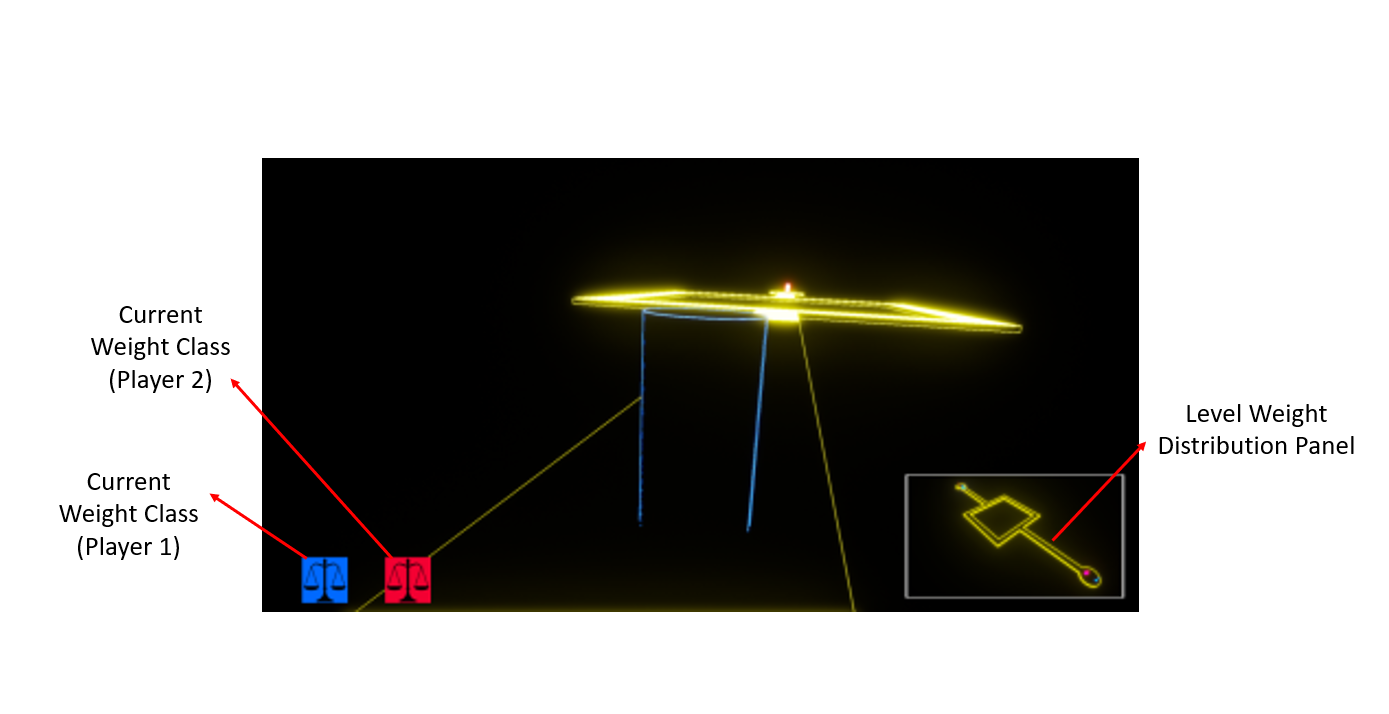 Current
Weight Class
(Player 2)
Current
Weight Class
(Player 1)
Level Weight
Distribution Panel